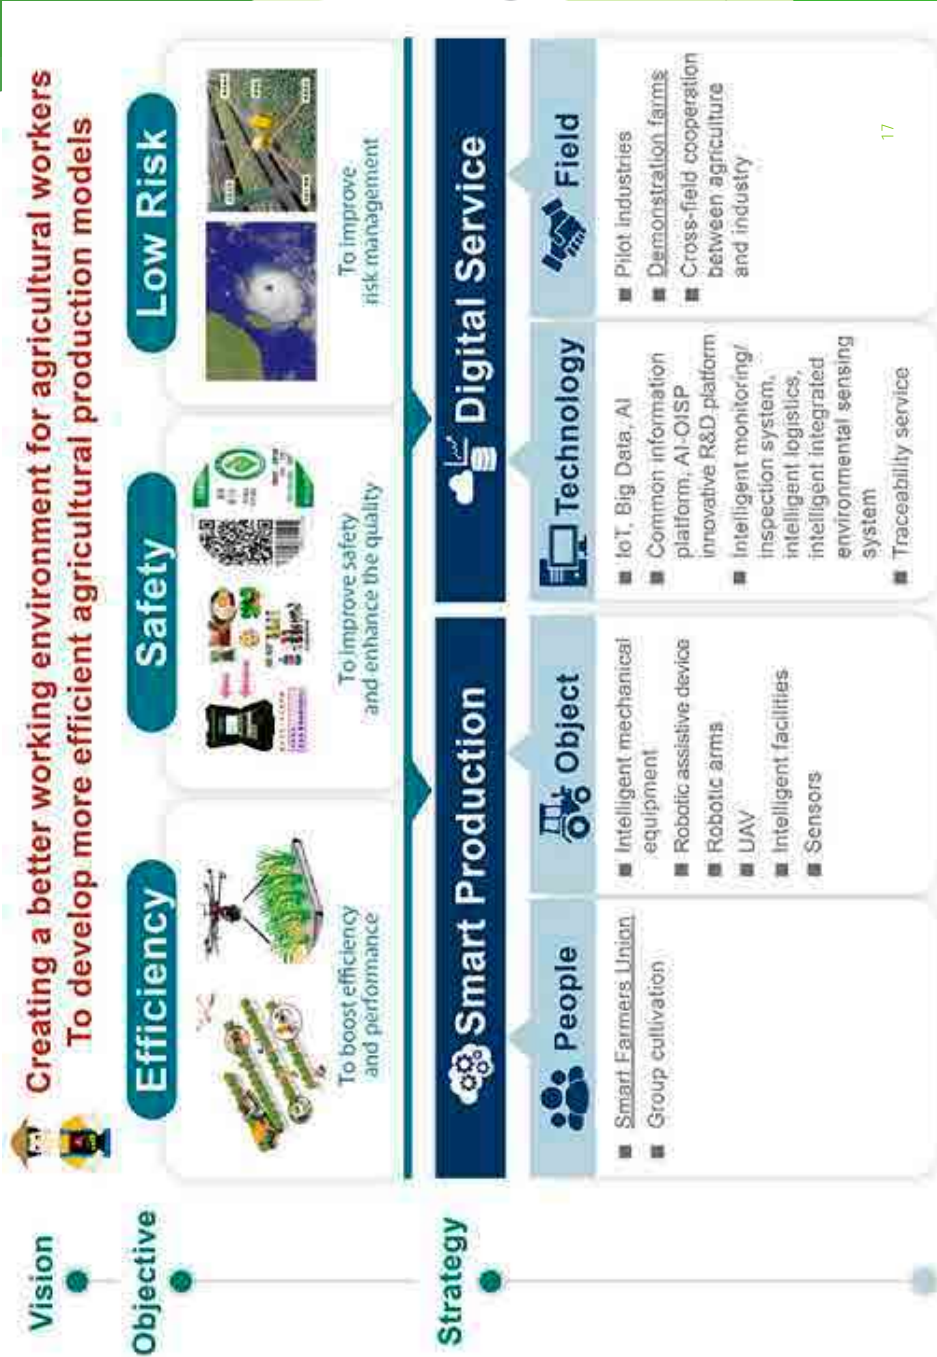 Vision
Creating a better working environment for agricultural workers
To develop more efficient agricultural production models
Objective
Efficiency
To boost efficiency
and performance
Safety
To improve safety
and enhance the quality
Low Risk
To improve
risk management
Strategy
Smart Production
Digital Service
People
■ Smart Farmers Union
■ Group cultivation
Object
■ Intelligent mechanical
equipment
■ Robotic assistive device
■ Robotic arms
■ UAV
■ Intelligent facilities
■ Sensors
Technology
■ IoT, Big Data, AI
■ Common information
platform, AI-OISP
innovative R&D platform
■ Intelligent monitoring/
inspection system,
intelligent logistics,
intelligent integrated
environmental sensing
system
■ Traceability service
Field
■ Pilot industries
■ Demonstration farms
■ Cross-field cooperation
between agriculture
and industry
17